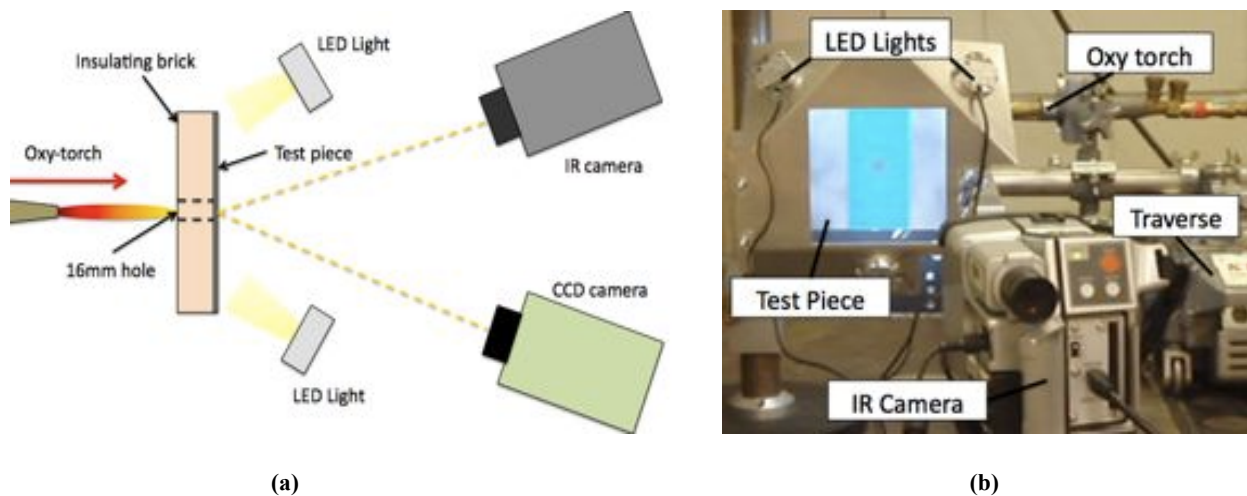 LED Light
Insulating brick
Oxy-torch
Test piece
IR camera
16mm hole
CCD camera
LED Light
(a)
LED Lights
Oxy torch
Traverse
Test Piece
IR Camera
(b)